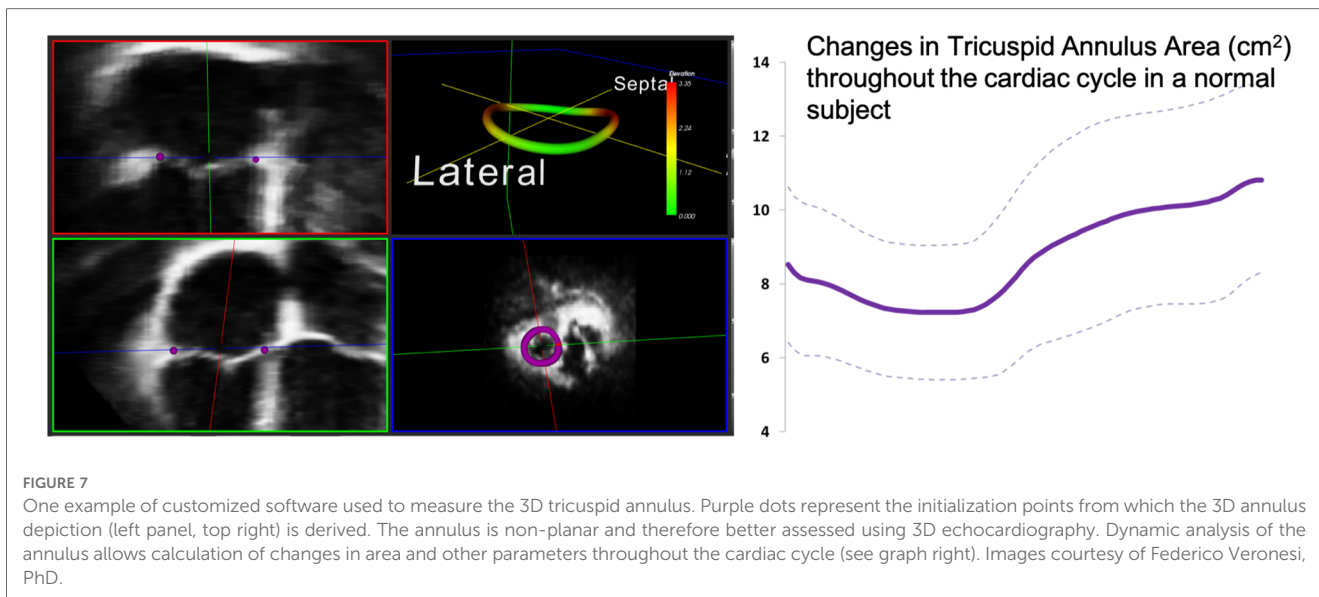 Septal
Elevation
3.35
2.24
1.12
0.000
Lateral
Changes in Tricuspid Annulus Area (cm²)
throughout the cardiac cycle in a normal
subject
14
12
10
8
6
4
FIGURE 7
One example of customized software used to measure the 3D tricuspid annulus. Purple dots represent the initialization points from which the 3D annulus
depiction (left panel, top right) is derived. The annulus is non-planar and therefore better assessed using 3D echocardiography. Dynamic analysis of the
annulus allows calculation of changes in area and other parameters throughout the cardiac cycle (see graph right). Images courtesy of Federico Veronesi,
PhD.